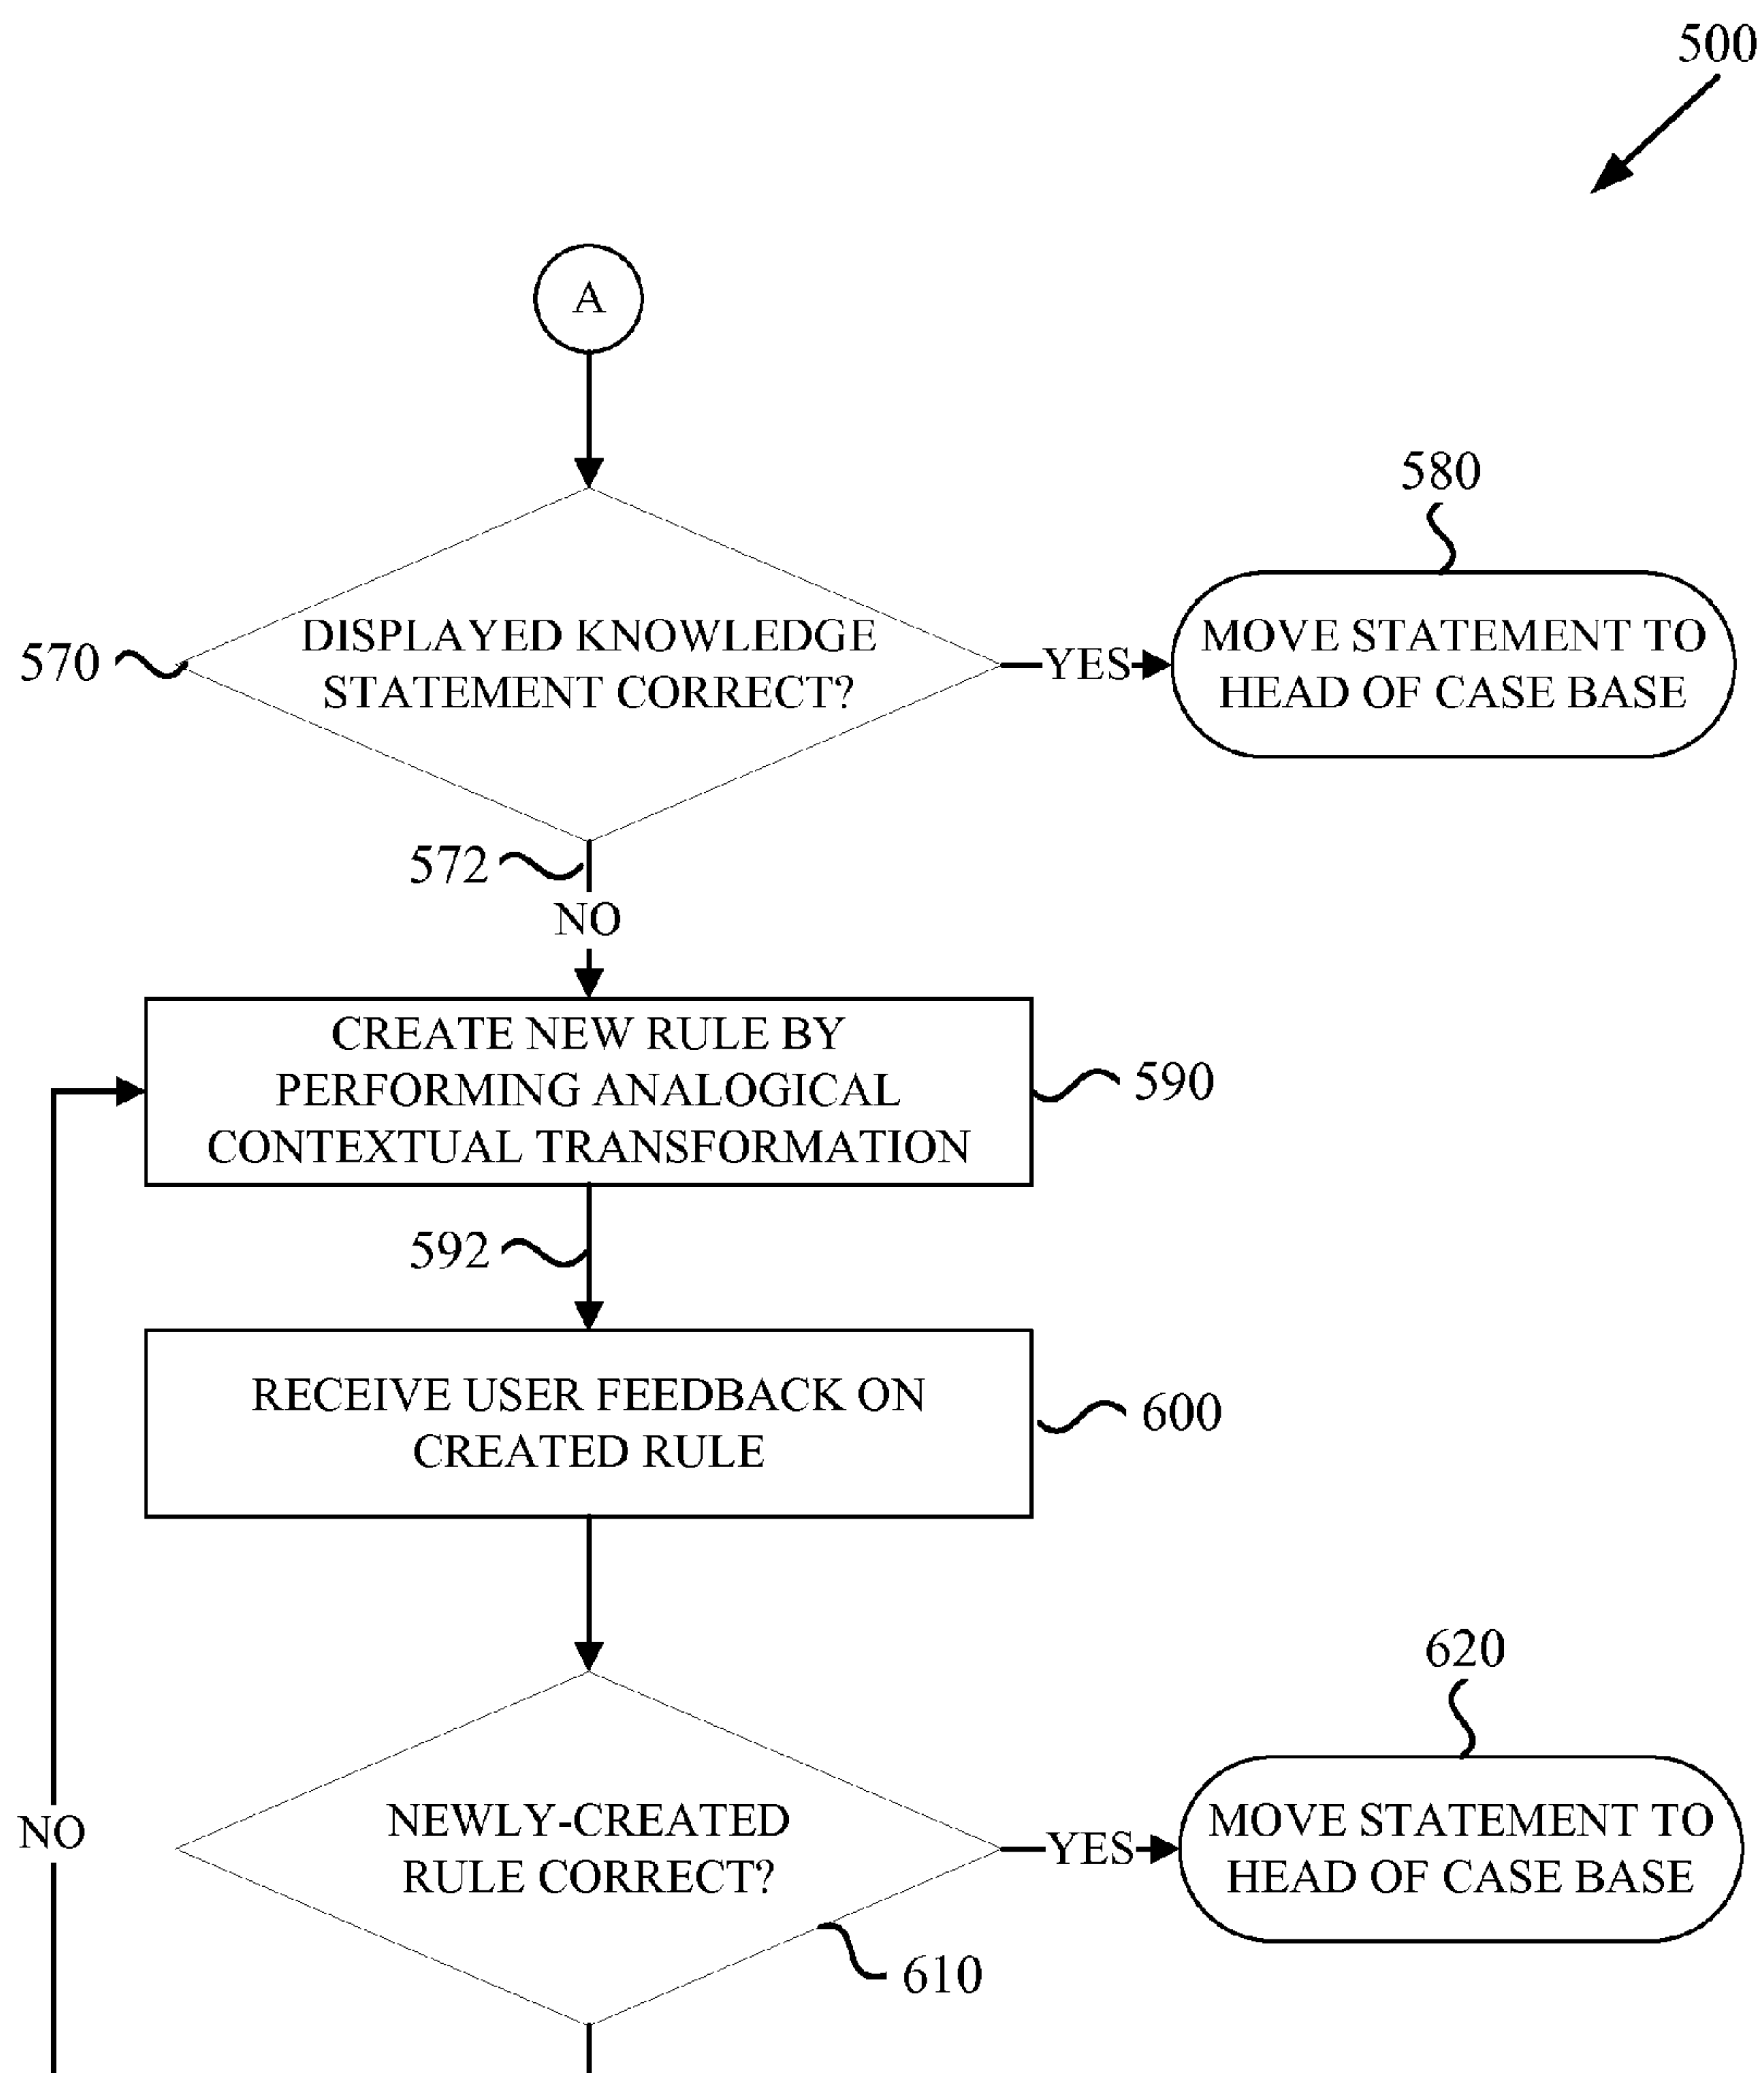 500
A
580
DISPLAYED KNOWLEDGE
STATEMENT CORRECT?
570
YES
MOVE STATEMENT TO
HEAD OF CASE BASE
572
NO
CREATE NEW RULE BY
PERFORMING ANALOGICAL
CONTEXTUAL TRANSFORMATION
590
592
RECEIVE USER FEEDBACK ON
CREATED RULE
600
620
NO
NEWLY-CREATED
RULE CORRECT?
YES
MOVE STATEMENT TO
HEAD OF CASE BASE
610